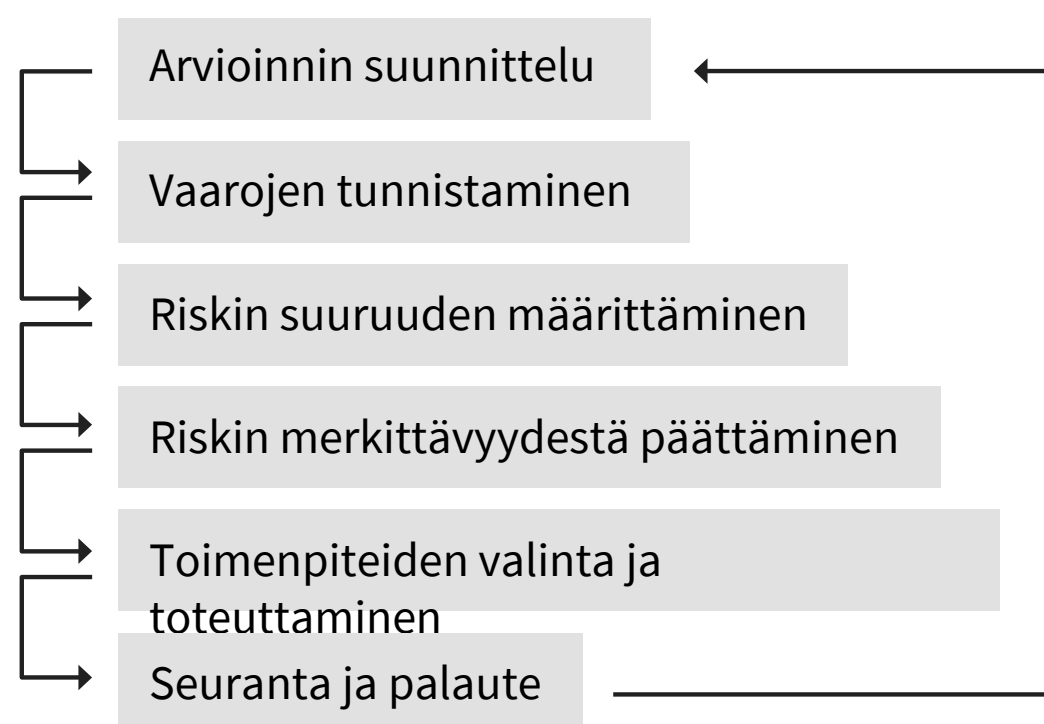 Arvioinnin suunnittelu
Vaarojen tunnistaminen
Riskin suuruuden määrittäminen
Riskin merkittävyydestä päättäminen
Toimenpiteiden valinta ja
toteuttaminen
Seuranta ja palaute